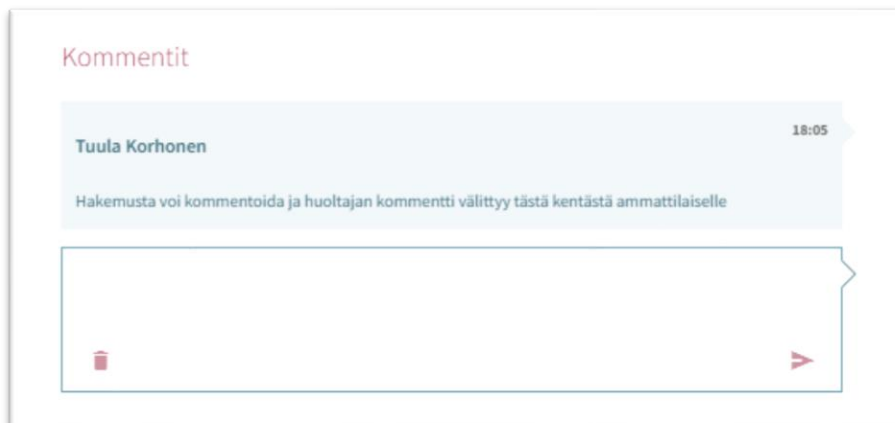 Kommentit
18:05
Tuula Korhonen
Hakemusta voi kommentoida ja huoltajan kommentti välittyy tästä kentästä ammattilaiselle